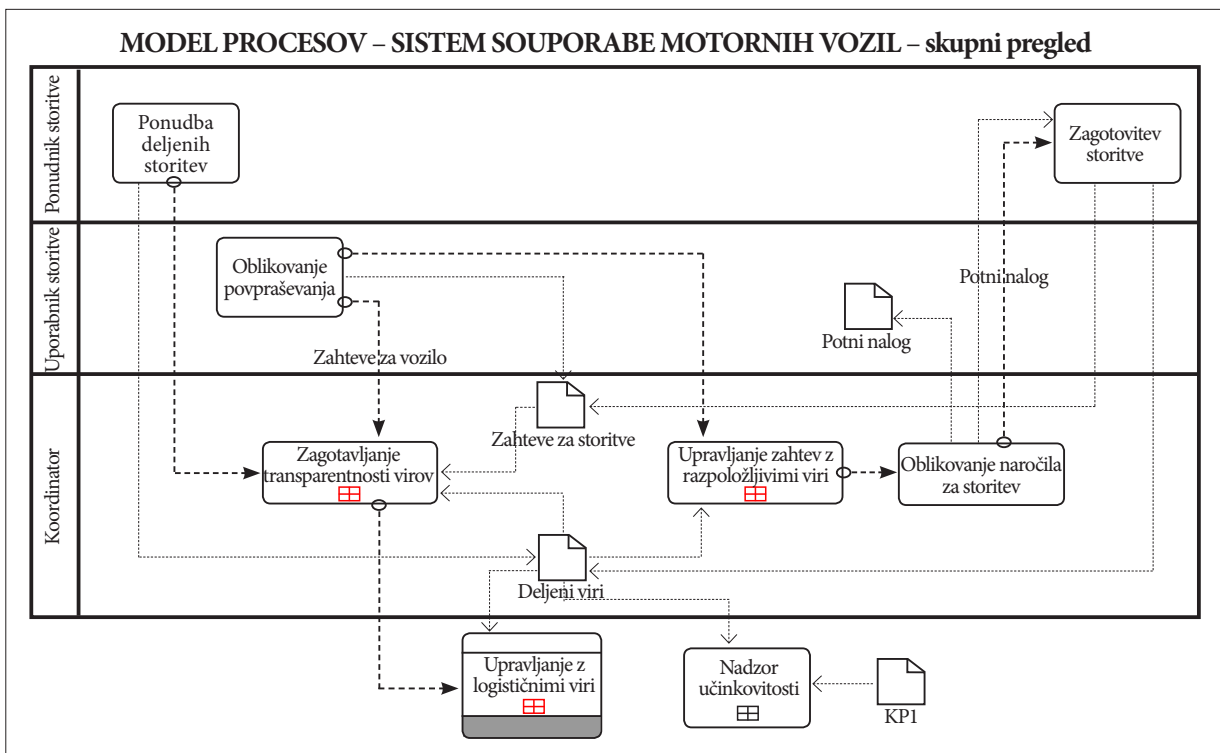 MODEL PROCESOV – SISTEM SOUPORABE MOTORNIH VOZIL – skupni pregled
Ponudnik storitve
Ponudba
deljenih
storitev
Zagotovitev
storitve
Uporabnik storitve
Oblikovanje
povpraševanja
Zahteve za vozilo
Potni nalog
Potni nalog
Koordinator
Zahteve za storitve
Zagotavljanje
transparentnosti virov
Upravljanje zahtev z
razpoložljivimi viri
Oblikovanje naročila
za storitev
Deljeni viri
Upravljanje z
logističnimi viri
Nadzor
učinkovitosti
KP1